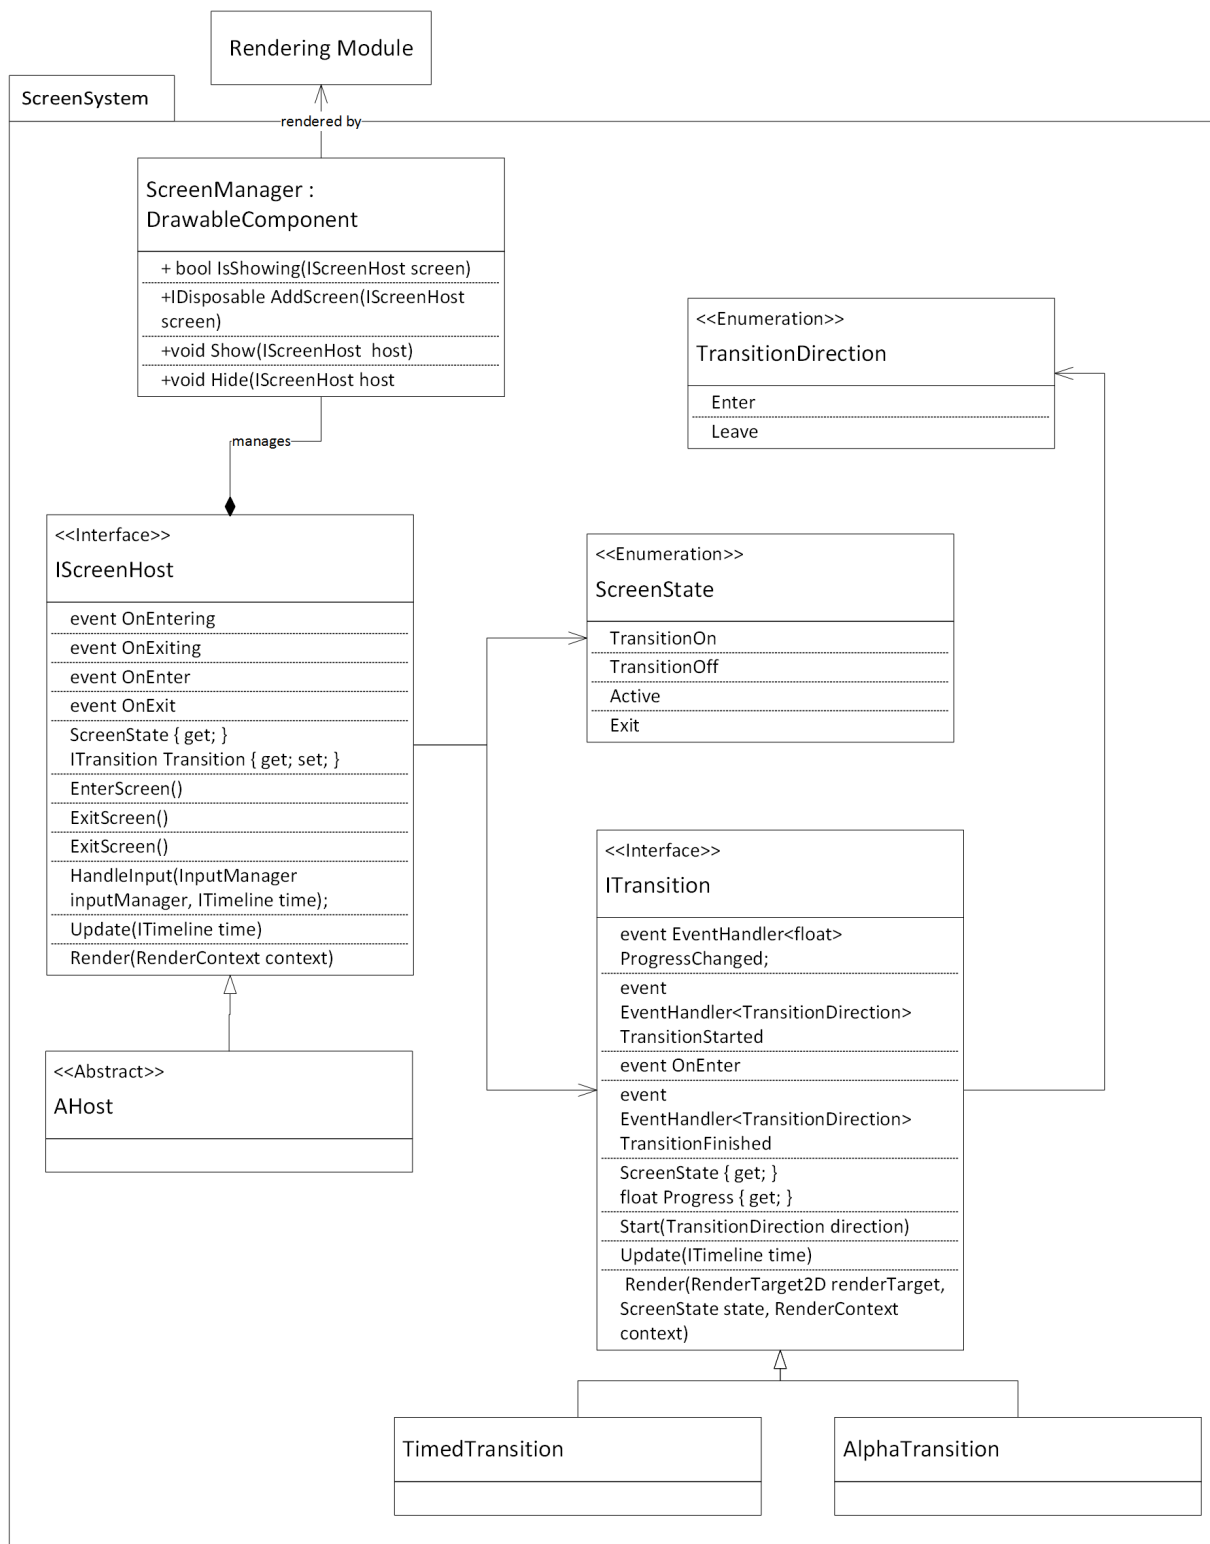 Rendering Module
ScreenSystem
rendered by
ScreenManager :
DrawableComponent
+ bool IsShowing(IScreenHost screen)
+IDisposable AddScreen(IScreenHost
screen)
+void Show(IScreenHost  host)
+void Hide(IScreenHost host
manages
<<Enumeration>>
TransitionDirection
Enter
Leave
<<Interface>>
IScreenHost
event OnEntering
event OnExiting
event OnEnter
event OnExit
ScreenState { get; }
ITransition Transition { get; set; }
EnterScreen()
ExitScreen()
ExitScreen()
HandleInput(InputManager
inputManager, ITimeline time);
Update(ITimeline time)
Render(RenderContext context)
<<Enumeration>>
ScreenState
TransitionOn
TransitionOff
Active
Exit
<<Abstract>>
AHost
<<Interface>>
ITransition
event EventHandler<float>
ProgressChanged;
event
EventHandler<TransitionDirection>
TransitionStarted
event OnEnter
event
EventHandler<TransitionDirection>
TransitionFinished
ScreenState { get; }
float Progress { get; }
Start(TransitionDirection direction)
Update(ITimeline time)
Render(RenderTarget2D renderTarget,
ScreenState state, RenderContext
context)
TimedTransition
AlphaTransition